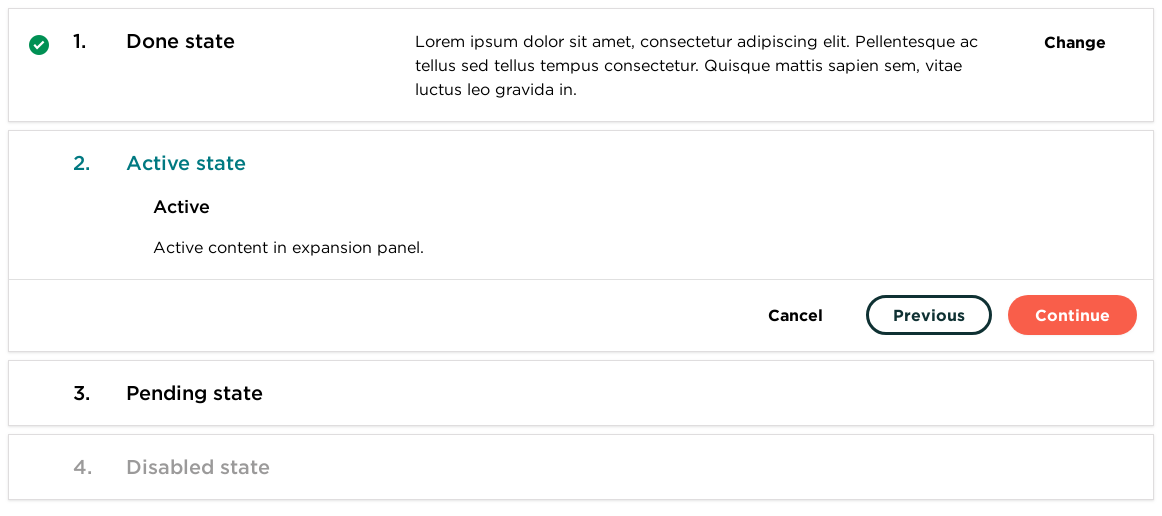 1. Done state
Lorem ipsum dolor sit amet, consectetur adipiscing elit. Pellentesque ac
tellus sed tellus tempus consectetur. Quisque mattis sapien sem, vitae
luctus leo gravida in.
Change
2. Active state
Active
Active content in expansion panel.
Cancel Previous Continue
3. Pending state
4. Disabled state